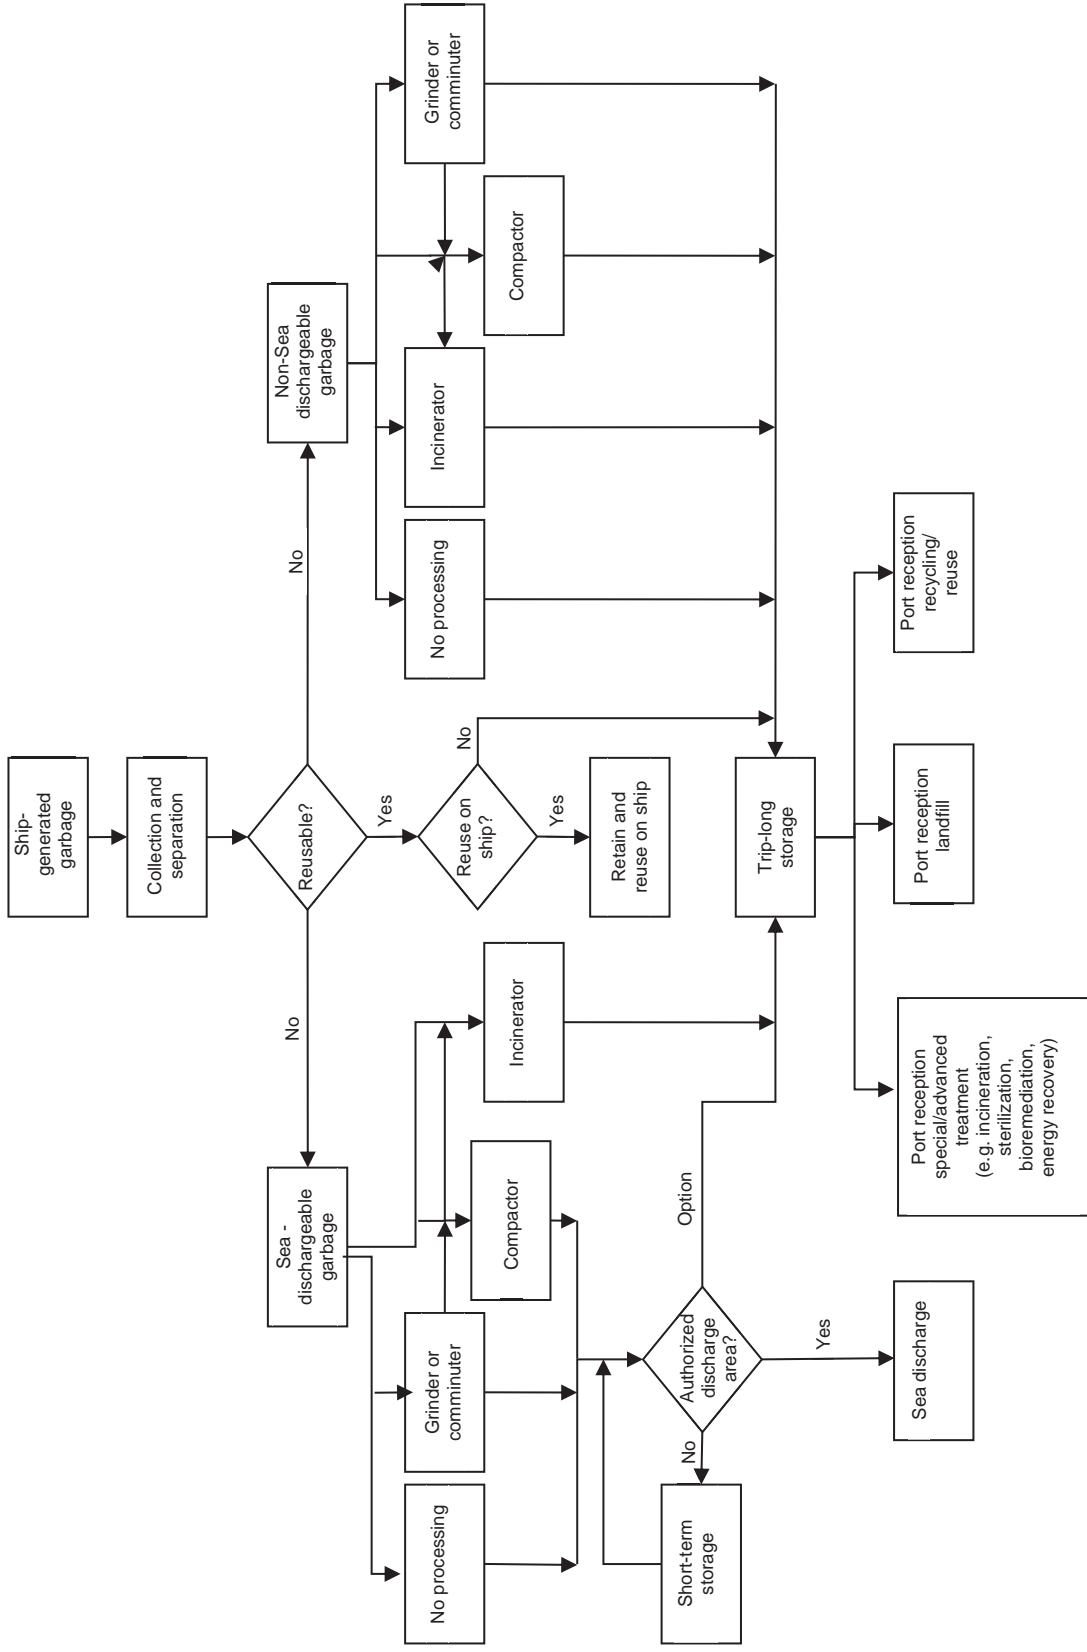 Ship-
generated
garbage
Collection and
separation
Reusable?
No
No
Yes
Sea -
dischargeable
garbage
Non-Sea
dischargeable
garbage
Reuse on
ship?
No
Yes
Retain and
reuse on ship
No processing
Grinder or
comminuter
Compactor
Incinerator
No processing
Incinerator
Compactor
Grinder or
comminuter
Authorized
discharge
area?
No
Option
Yes
Short-term
storage
Trip-long
storage
Sea discharge
Port reception
special/advanced
treatment
(e.g. incineration,
sterilization,
bioremediation,
energy recovery)
Port reception
landfill
Port reception
recycling/
reuse